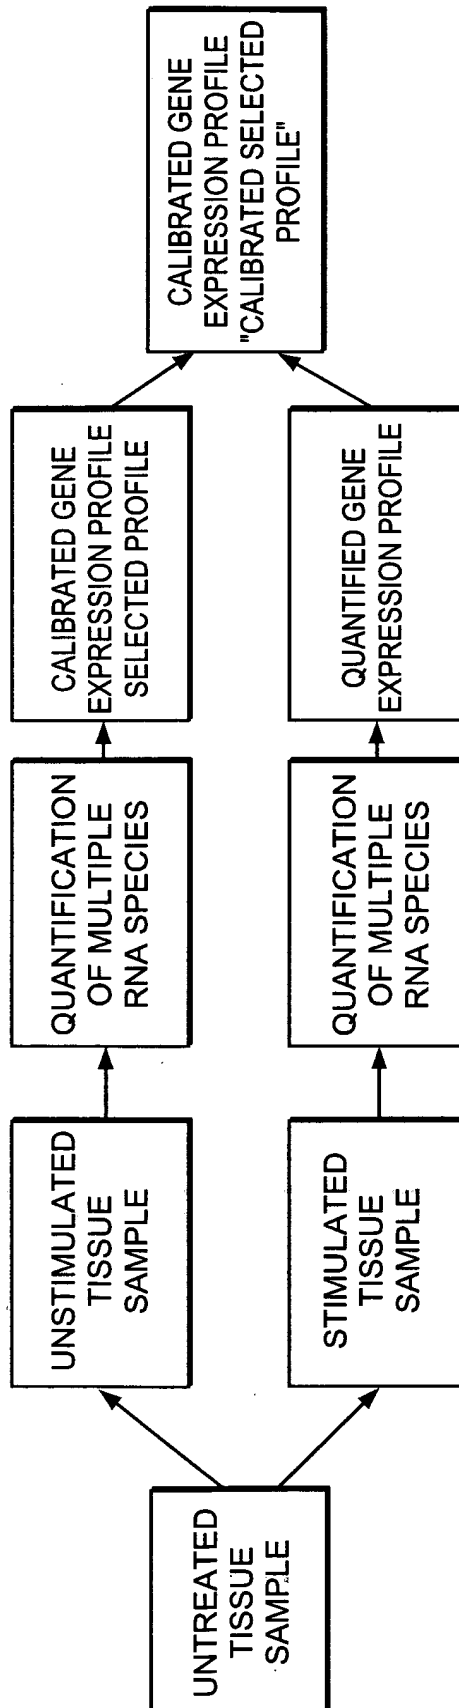 UNTREATED
TISSUE
SAMPLE
UNSTIMULATED
TISSUE
SAMPLE
QUANTIFICATION
OF MULTIPLE
RNA SPECIES
CALIBRATED GENE
EXPRESSION PROFILE
SELECTED PROFILE
STIMULATED
TISSUE
SAMPLE
QUANTIFICATION
OF MULTIPLE
RNA SPECIES
QUANTIFIED GENE
EXPRESSION PROFILE
CALIBRATED GENE
EXPRESSION PROFILE
"CALIBRATED SELECTED
PROFILE"